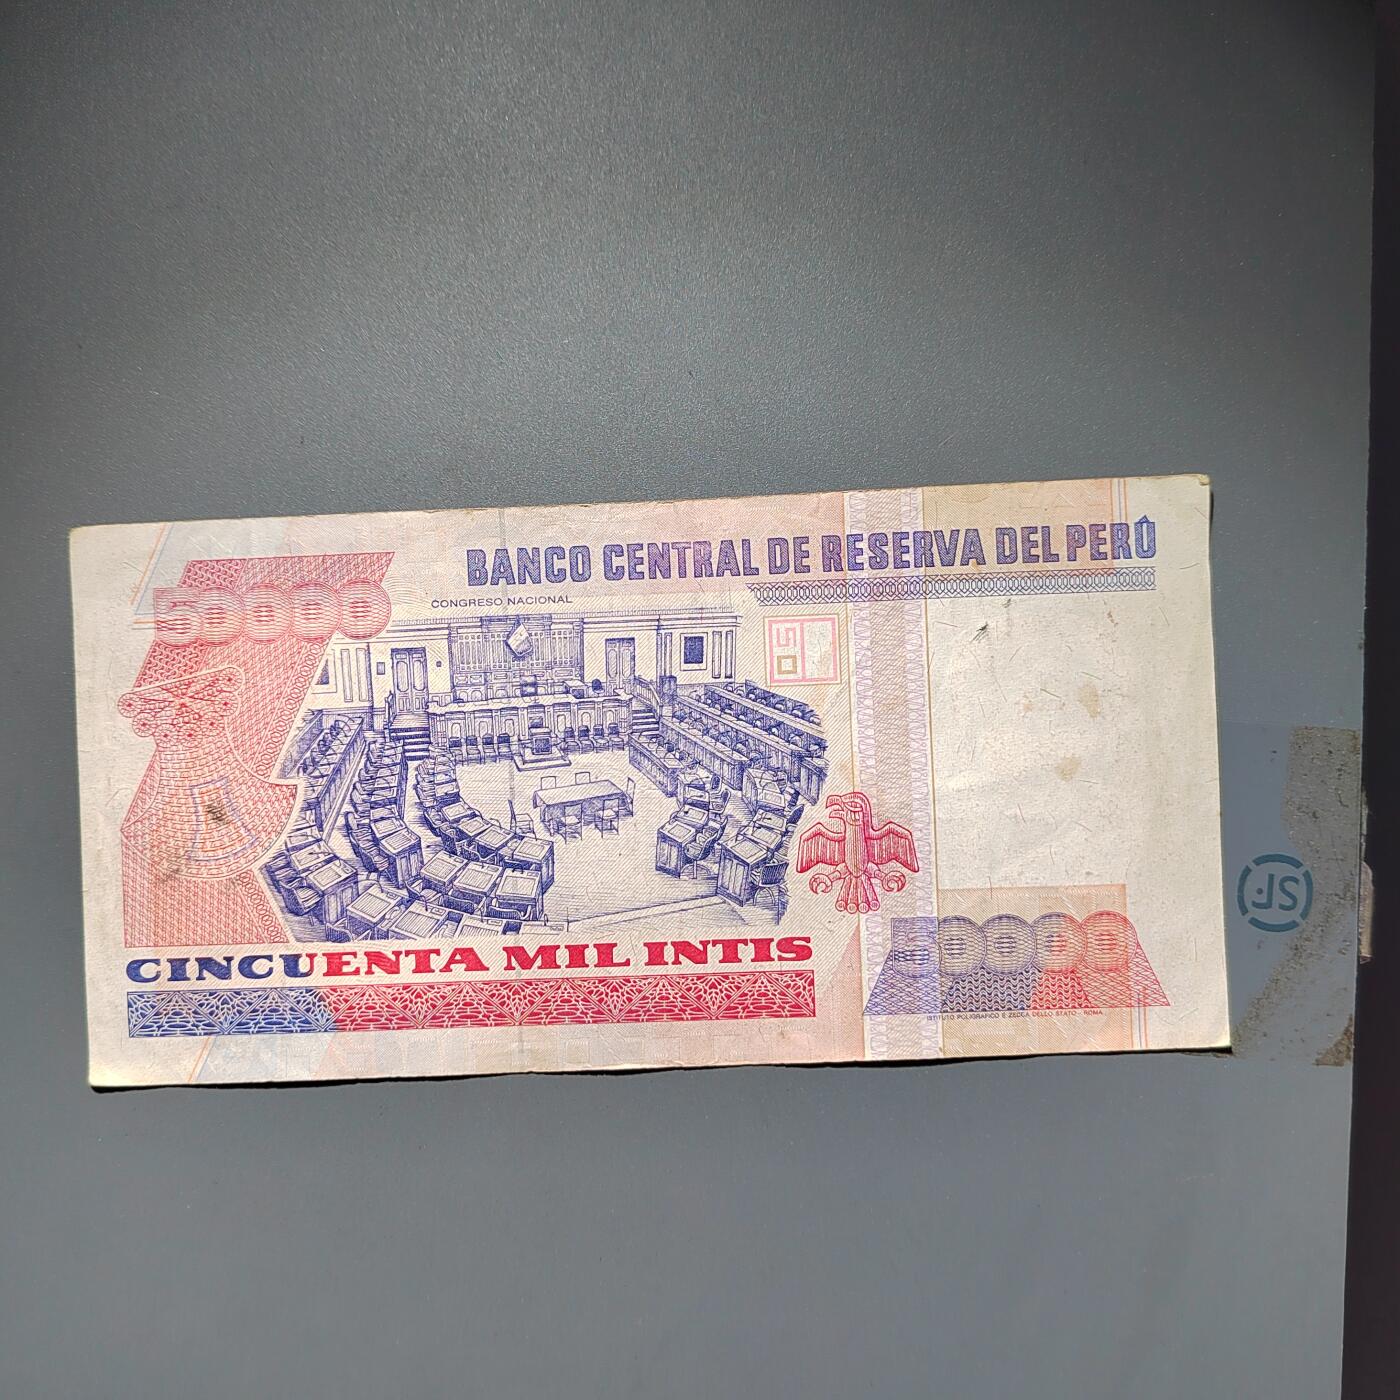 BANCO CENTRAL DE RESERVA DEL PERÚ
50000
CONGRESO NACIONAL
50
CINCUENTA MIL INTIS
50000
ISTITUTO POLIGRAFICO E ZECCA DELLO STATO - ROMA
JS